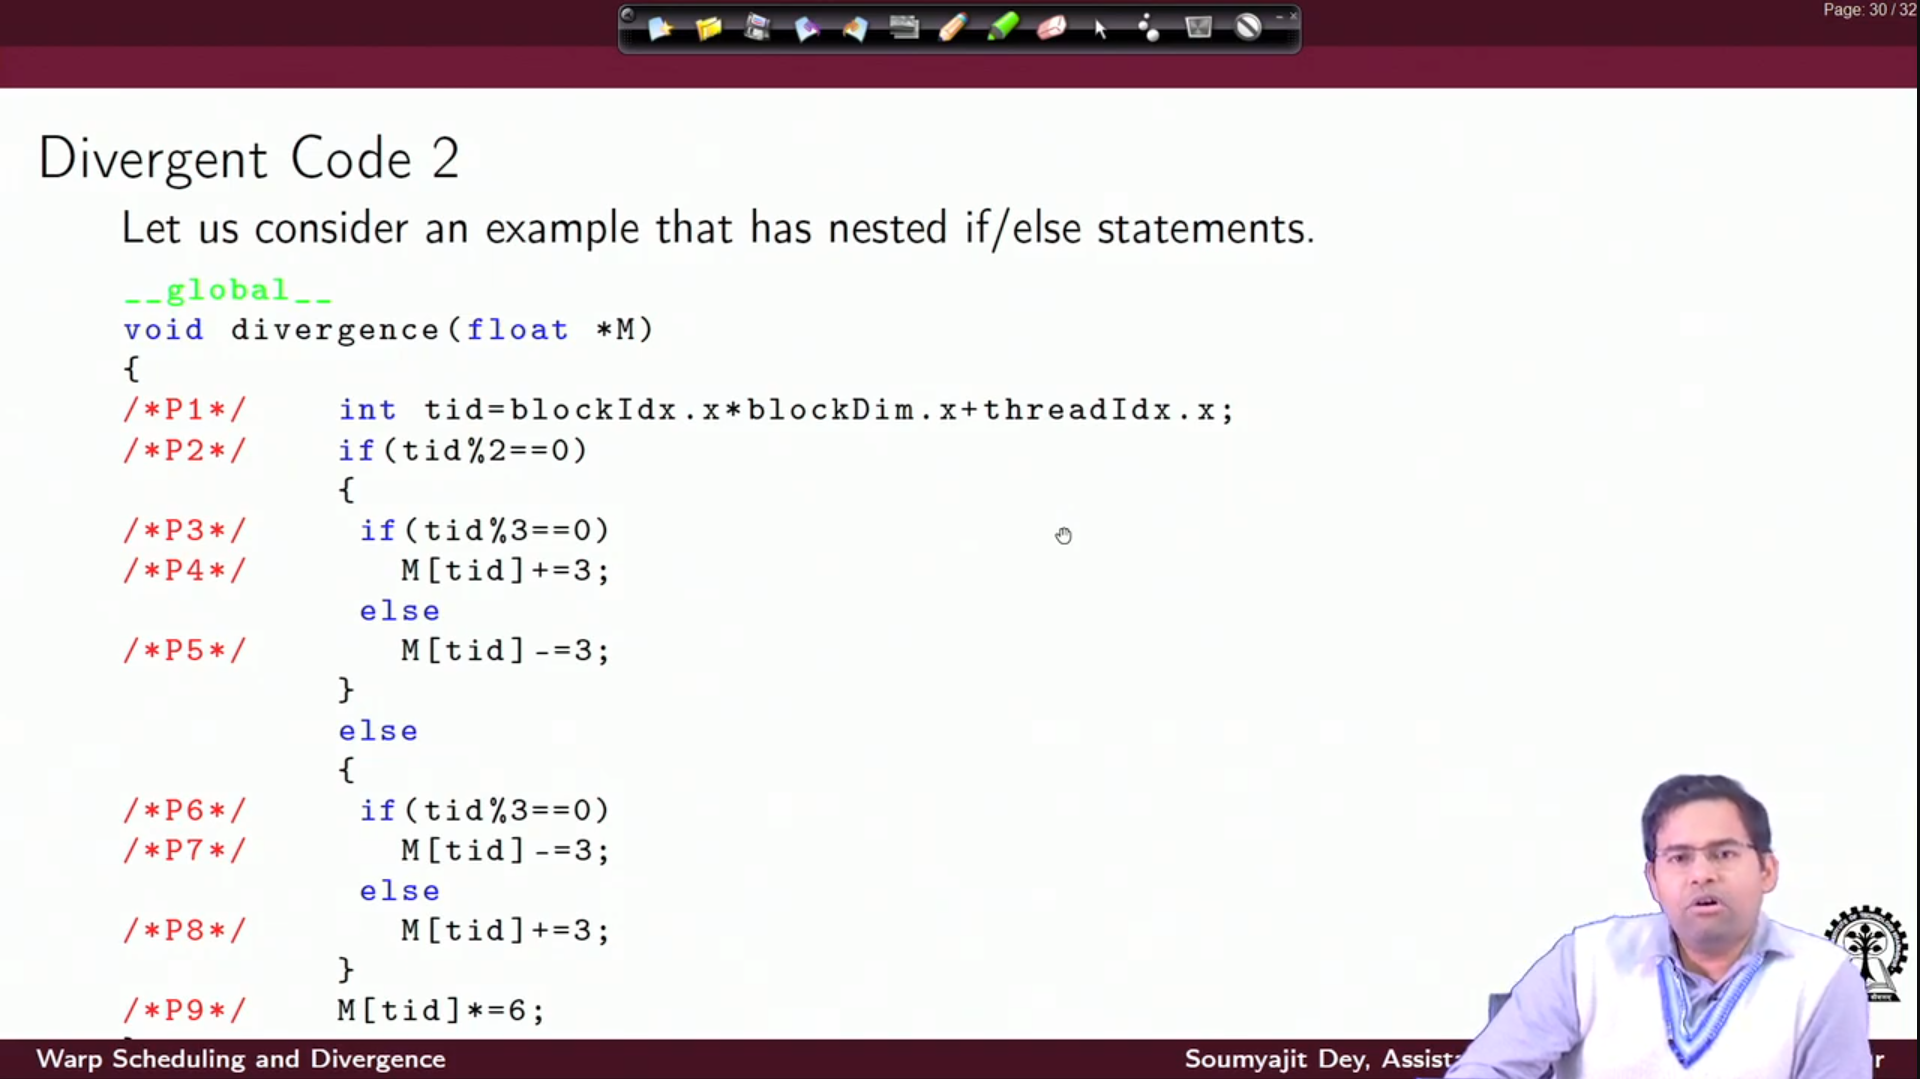 Page: 30 / 32
Divergent Code 2
Let us consider an example that has nested if/else statements.
__global__
void divergence(float *M)
{
/*P1*/ int tid=blockIdx.x*blockDim.x+threadIdx.x;
/*P2*/ if(tid%2==0)
{
/*P3*/ if(tid%3==0)
/*P4*/ M[tid]+=3;
else
/*P5*/ M[tid]-=3;
}
else
{
/*P6*/ if(tid%3==0)
/*P7*/ M[tid]-=3;
else
/*P8*/ M[tid]+=3;
}
/*P9*/ M[tid]*=6;
Warp Scheduling and Divergence
Soumyajit Dey,